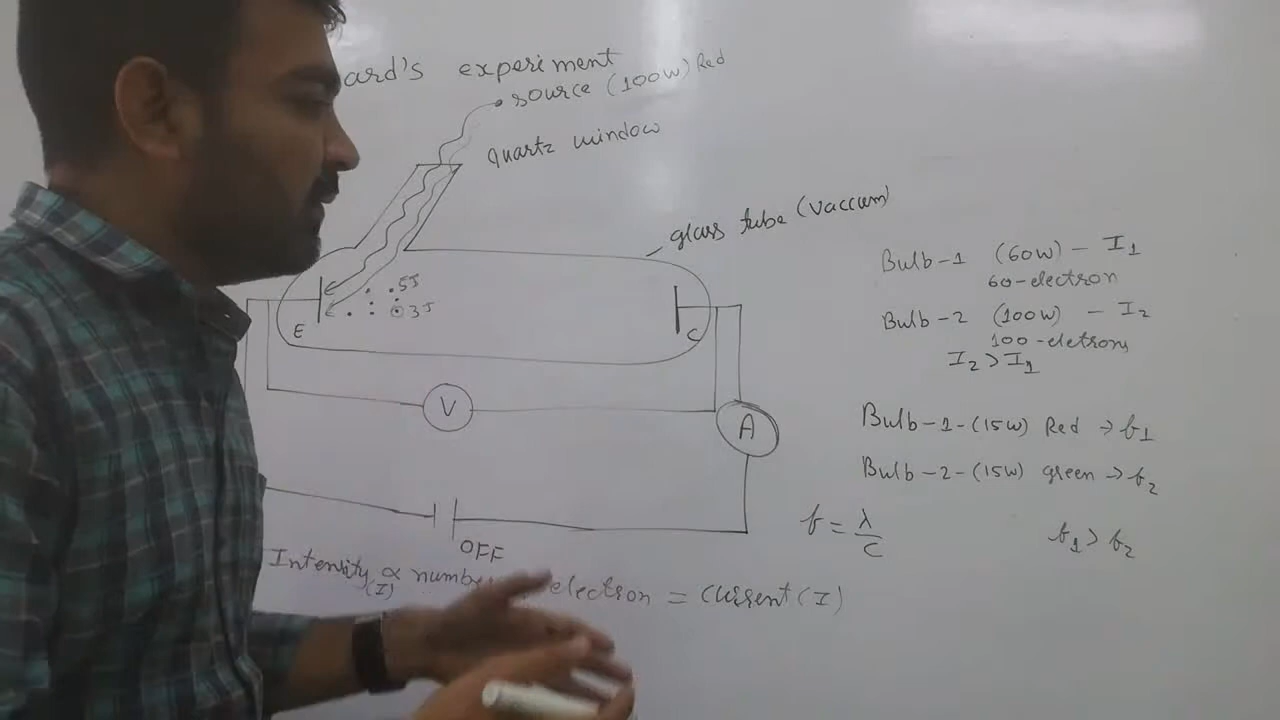 ard's experiment
source (100W) Red
quartz window
glass tube (vaccum)
.5J
3J
E
C
V
A
OFF
Intensity ∝ number electron = current (I)
(I)
Bulb-1 (60W) - I1
60-electron
Bulb-2 (100W) - I2
100-eletrons
I2 > I1
Bulb-1-(15W) Red → f1
Bulb-2-(15W) green → f2
f = λ/c
f1 > f2